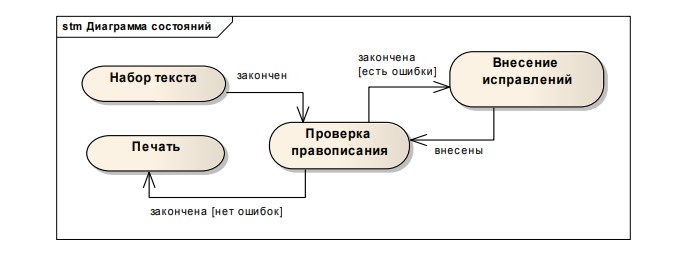 stm Диаграмма состояний
Набор текста
закончен
закончена
[есть ошибки]
Внесение
исправлений
Печать
Проверка
правописания
внесены
закончена [нет ошибок]